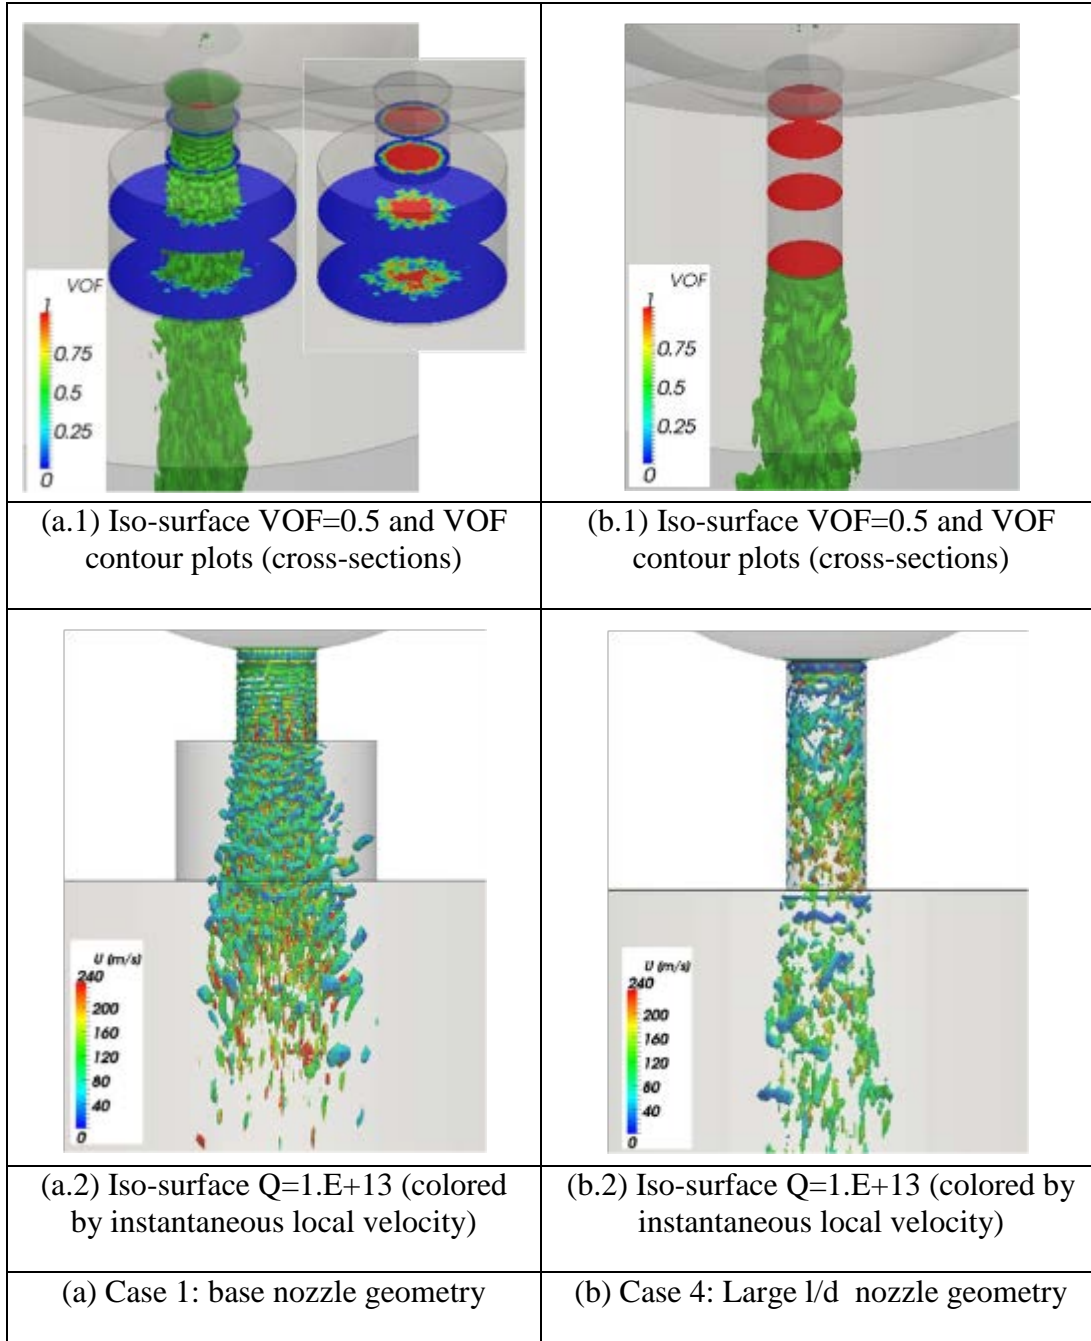 VOF
1
0.75
0.5
0.25
0
VOF
1
0.75
0.5
0.25
0
(a.1) Iso-surface VOF=0.5 and VOF
contour plots (cross-sections)
(b.1) Iso-surface VOF=0.5 and VOF
contour plots (cross-sections)
U (m/s)
240
200
160
120
80
40
0
U (m/s)
240
200
160
120
80
40
0
(a.2) Iso-surface Q=1.E+13 (colored
by instantaneous local velocity)
(b.2) Iso-surface Q=1.E+13 (colored by
instantaneous local velocity)
(a) Case 1: base nozzle geometry
(b) Case 4: Large l/d nozzle geometry